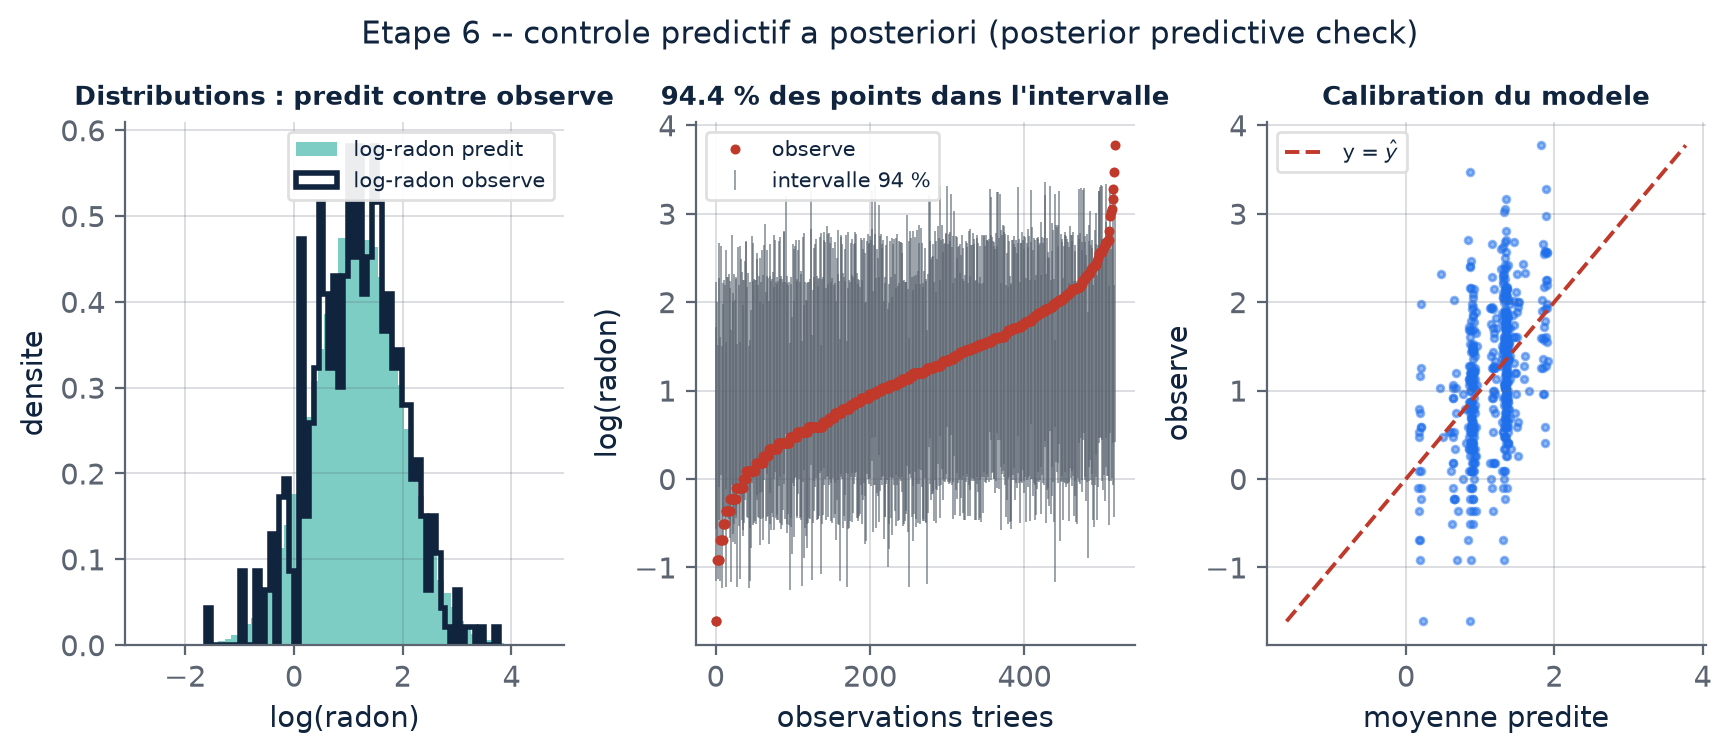 Etape 6 -- controle predictif a posteriori (posterior predictive check)
Distributions : predit contre observe
log-radon predit
log-radon observe
densite
0.6
0.5
0.4
0.3
0.2
0.1
0.0
−2
0
2
4
log(radon)
94.4 % des points dans l'intervalle
observe
intervalle 94 %
log(radon)
4
3
2
1
0
−1
0
200
400
observations triees
Calibration du modele
y = ŷ
observe
4
3
2
1
0
−1
0
2
4
moyenne predite